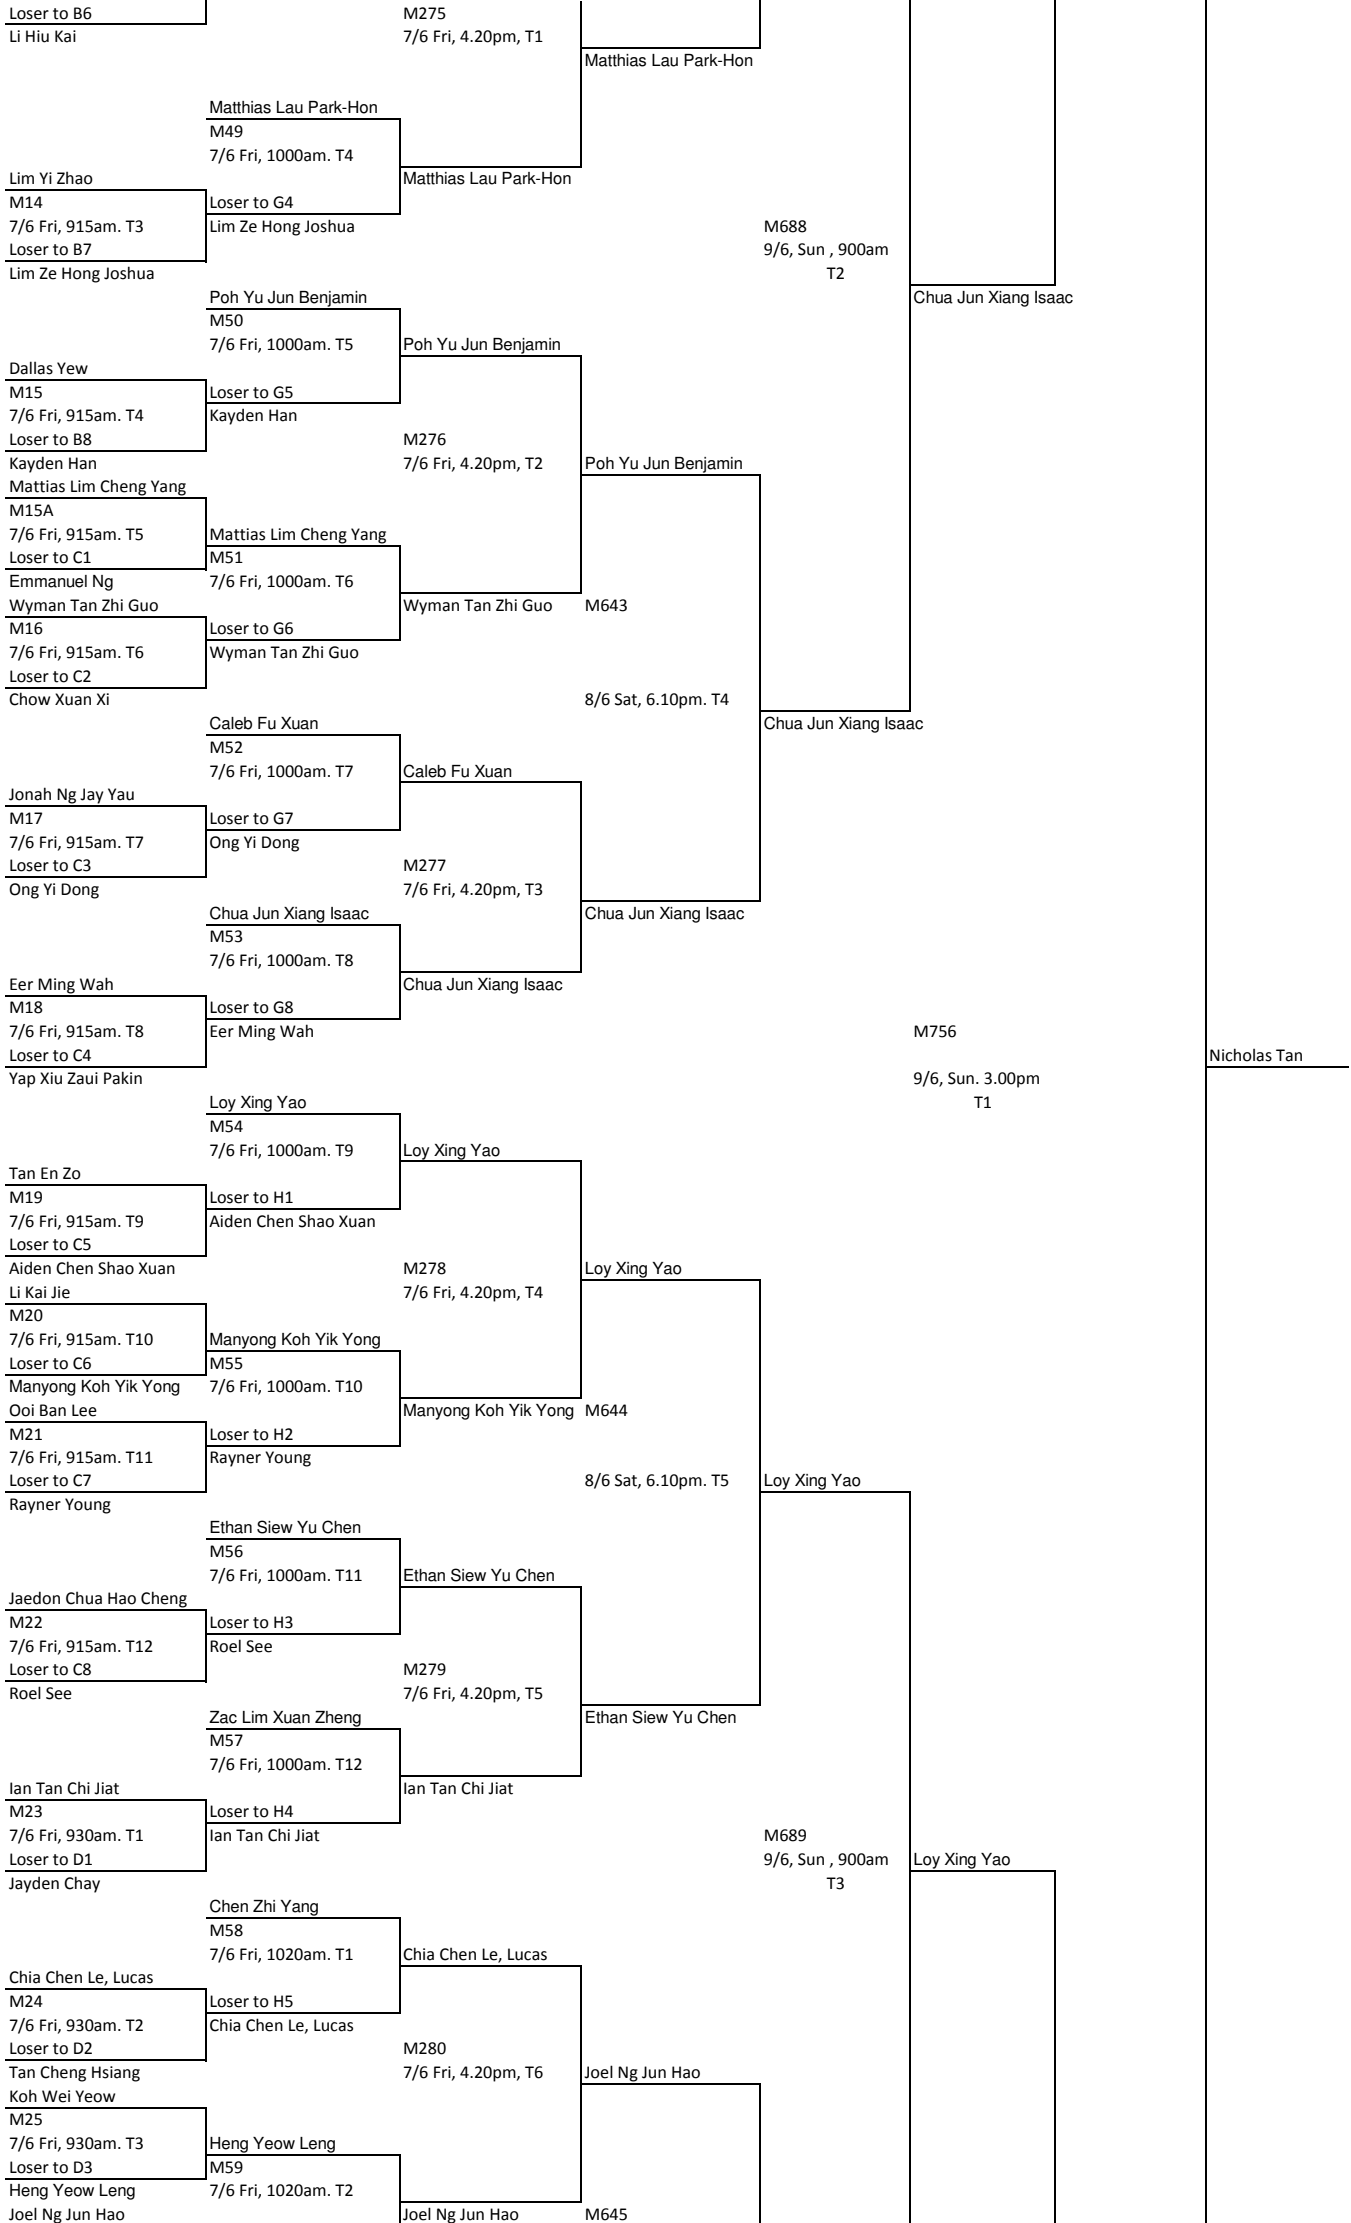 Loser to B6
M275
Li Hiu Kai
7/6 Fri, 4.20pm, T1
Matthias Lau Park-Hon
Matthias Lau Park-Hon
M49
7/6 Fri, 1000am. T4
Lim Yi Zhao
Matthias Lau Park-Hon
M14
Loser to G4
7/6 Fri, 915am. T3
Lim Ze Hong Joshua
M688
Loser to B7
9/6, Sun , 900am
Lim Ze Hong Joshua
T2
Poh Yu Jun Benjamin
Chua Jun Xiang Isaac
M50
7/6 Fri, 1000am. T5
Poh Yu Jun Benjamin
Dallas Yew
M15
Loser to G5
7/6 Fri, 915am. T4
Kayden Han
Loser to B8
M276
Kayden Han
7/6 Fri, 4.20pm, T2
Poh Yu Jun Benjamin
Mattias Lim Cheng Yang
M15A
7/6 Fri, 915am. T5
Mattias Lim Cheng Yang
Loser to C1
M51
Emmanuel Ng
7/6 Fri, 1000am. T6
Wyman Tan Zhi Guo
Wyman Tan Zhi Guo
M643
M16
Loser to G6
7/6 Fri, 915am. T6
Wyman Tan Zhi Guo
Loser to C2
Chow Xuan Xi
8/6 Sat, 6.10pm. T4
Caleb Fu Xuan
Chua Jun Xiang Isaac
M52
7/6 Fri, 1000am. T7
Caleb Fu Xuan
Jonah Ng Jay Yau
M17
Loser to G7
7/6 Fri, 915am. T7
Ong Yi Dong
Loser to C3
M277
Ong Yi Dong
7/6 Fri, 4.20pm, T3
Chua Jun Xiang Isaac
Chua Jun Xiang Isaac
M53
7/6 Fri, 1000am. T8
Eer Ming Wah
Chua Jun Xiang Isaac
M18
Loser to G8
7/6 Fri, 915am. T8
Eer Ming Wah
M756
Loser to C4
Nicholas Tan
Yap Xiu Zaui Pakin
9/6, Sun. 3.00pm
Loy Xing Yao
T1
M54
7/6 Fri, 1000am. T9
Loy Xing Yao
Tan En Zo
M19
Loser to H1
7/6 Fri, 915am. T9
Aiden Chen Shao Xuan
Loser to C5
Aiden Chen Shao Xuan
M278
Loy Xing Yao
Li Kai Jie
7/6 Fri, 4.20pm, T4
M20
7/6 Fri, 915am. T10
Manyong Koh Yik Yong
Loser to C6
M55
Manyong Koh Yik Yong
7/6 Fri, 1000am. T10
Ooi Ban Lee
Manyong Koh Yik Yong
M644
M21
Loser to H2
7/6 Fri, 915am. T11
Rayner Young
Loser to C7
8/6 Sat, 6.10pm. T5
Loy Xing Yao
Rayner Young
Ethan Siew Yu Chen
M56
7/6 Fri, 1000am. T11
Ethan Siew Yu Chen
Jaedon Chua Hao Cheng
M22
Loser to H3
7/6 Fri, 915am. T12
Roel See
Loser to C8
M279
Roel See
7/6 Fri, 4.20pm, T5
Zac Lim Xuan Zheng
Ethan Siew Yu Chen
M57
7/6 Fri, 1000am. T12
Ian Tan Chi Jiat
Ian Tan Chi Jiat
M23
Loser to H4
7/6 Fri, 930am. T1
Ian Tan Chi Jiat
M689
Loser to D1
9/6, Sun , 900am
Loy Xing Yao
Jayden Chay
T3
Chen Zhi Yang
M58
7/6 Fri, 1020am. T1
Chia Chen Le, Lucas
Chia Chen Le, Lucas
M24
Loser to H5
7/6 Fri, 930am. T2
Chia Chen Le, Lucas
Loser to D2
M280
Tan Cheng Hsiang
7/6 Fri, 4.20pm, T6
Joel Ng Jun Hao
Koh Wei Yeow
M25
7/6 Fri, 930am. T3
Heng Yeow Leng
Loser to D3
M59
Heng Yeow Leng
7/6 Fri, 1020am. T2
Joel Ng Jun Hao
Joel Ng Jun Hao
M645